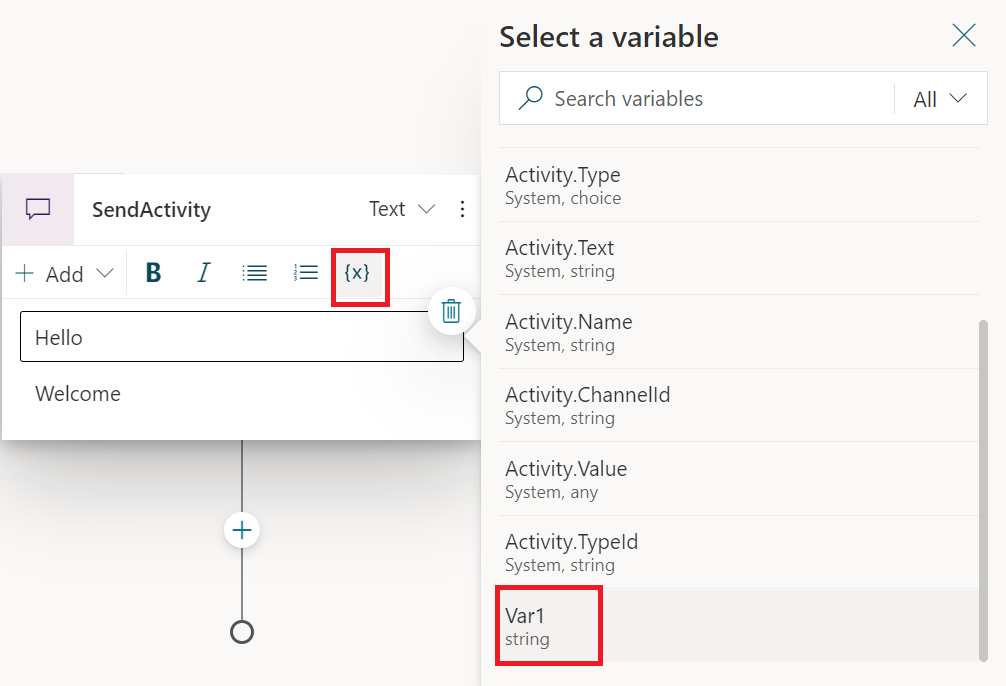 SendActivity
Text
Add
B
I
{x}
Hello
Welcome
Select a variable
Search variables
All
Activity.Type
System, choice
Activity.Text
System, string
Activity.Name
System, string
Activity.ChannelId
System, string
Activity.Value
System, any
Activity.TypeId
System, string
Var1
string